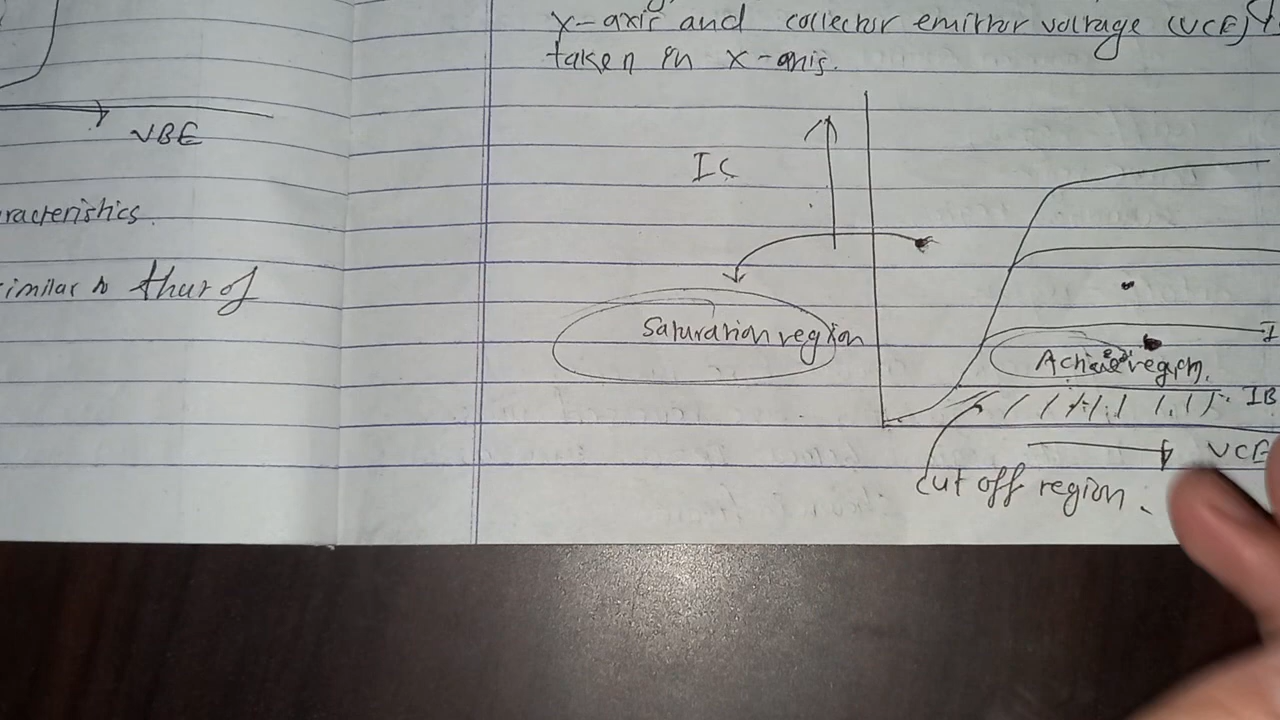 VBE
racteristics.
imilar to that of
Y-axis and collector emittor voltage (VCE)
taken in X-axis.
IC
Saturation region
I
Active region.
IB
VCE
cut off region.